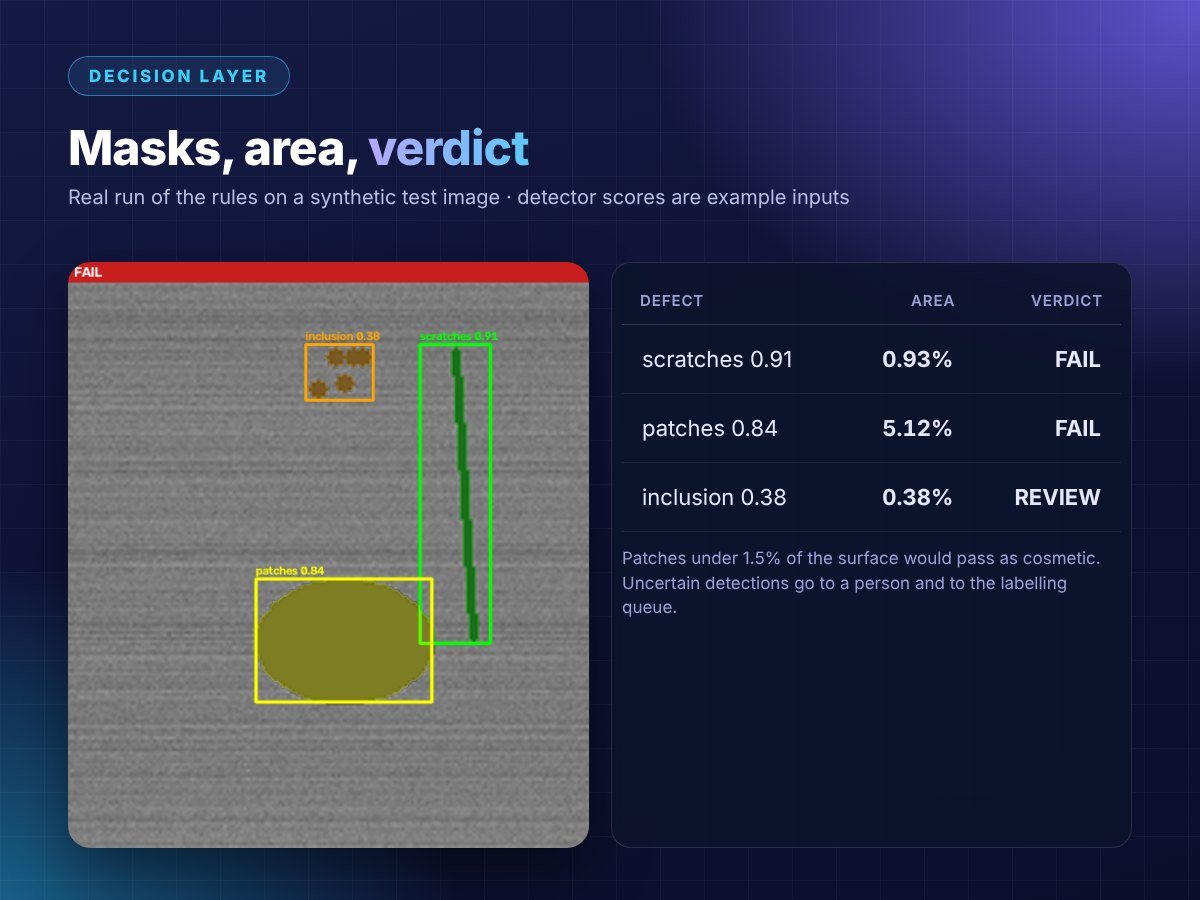 DECISION LAYER
Masks, area, verdict
Real run of the rules on a synthetic test image · detector scores are example inputs
FAIL
inclusion 0.38
scratches 0.91
patches 0.84
DEFECT AREA VERDICT
scratches 0.91 0.93% FAIL
patches 0.84 5.12% FAIL
inclusion 0.38 0.38% REVIEW
Patches under 1.5% of the surface would pass as cosmetic.
Uncertain detections go to a person and to the labelling
queue.